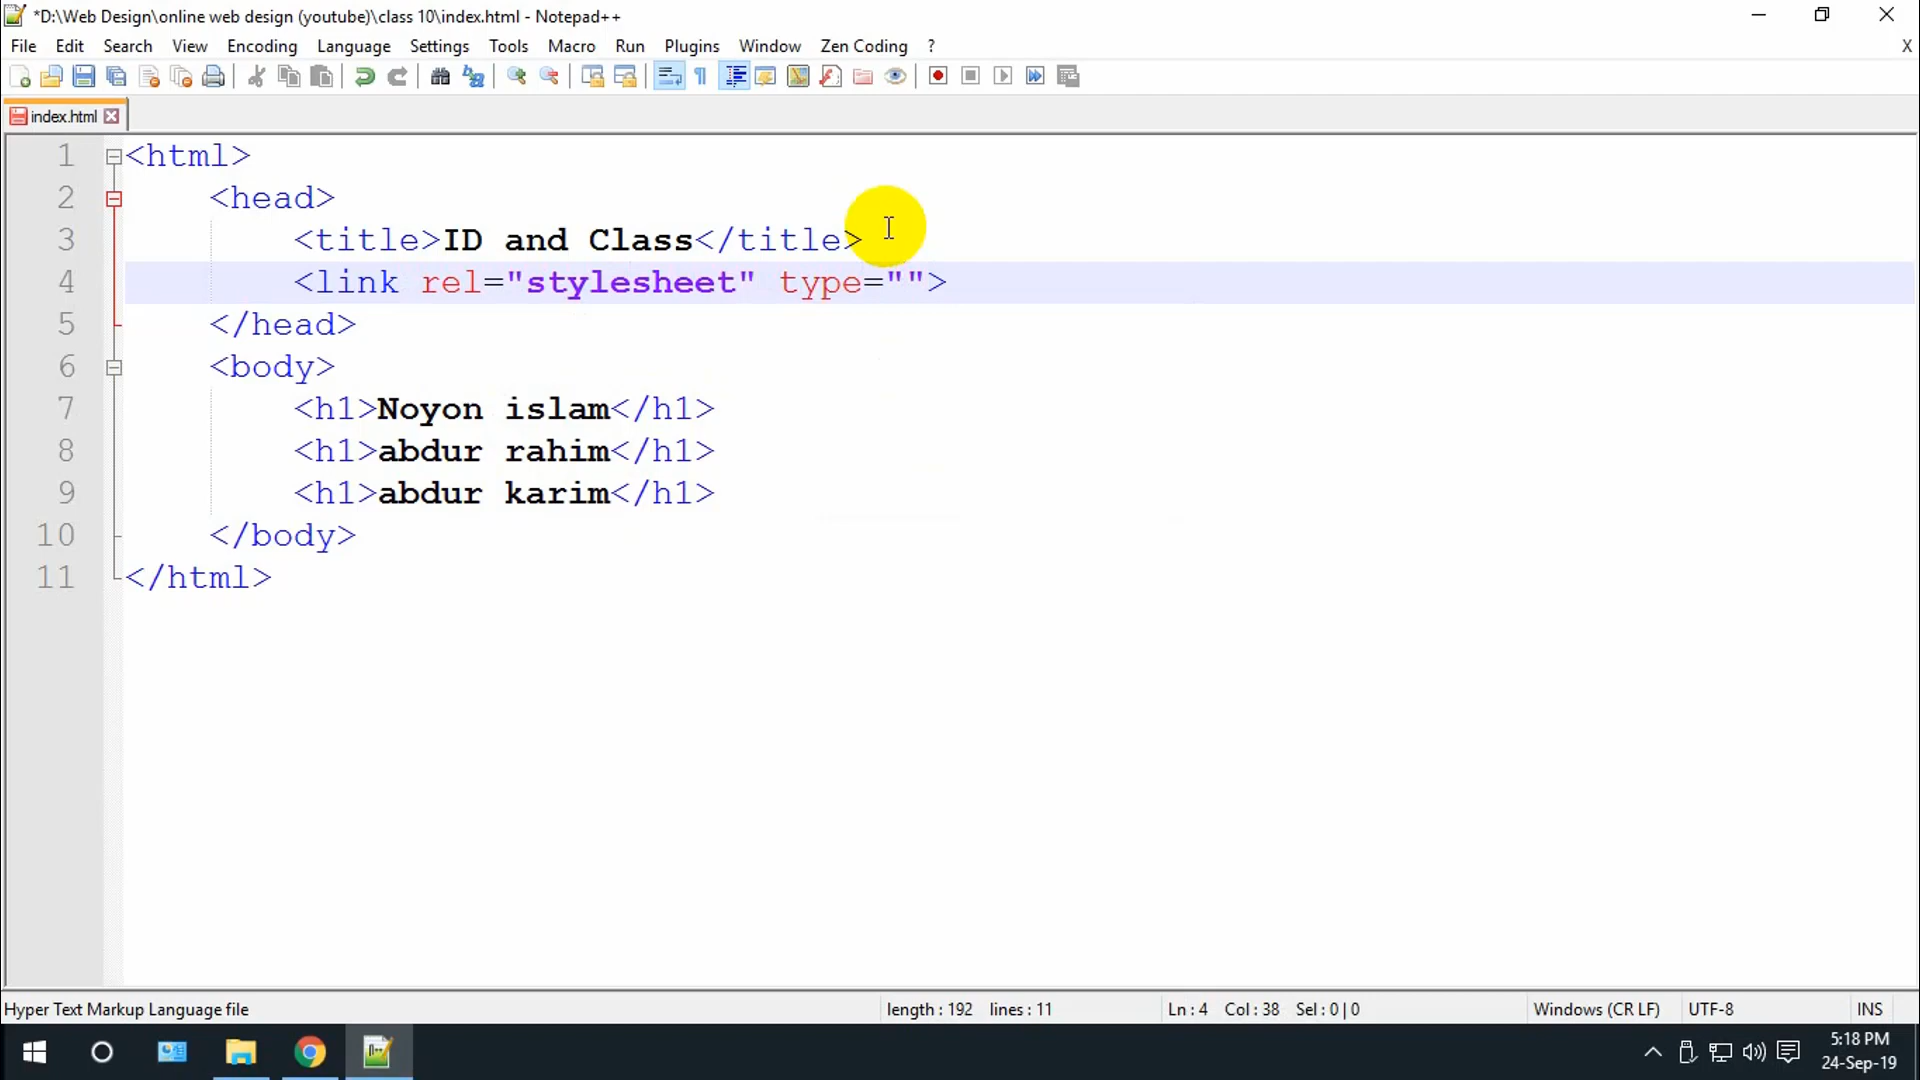 *D:\Web Design\online web design (youtube)\class 10\index.html - Notepad++
File Edit Search View Encoding Language Settings Tools Macro Run Plugins Window Zen Coding ? X
index.html
1 <html>
2 <head>
3 <title>ID and Class</title>
4 <link rel="stylesheet" type="">
5 </head>
6 <body>
7 <h1>Noyon islam</h1>
8 <h1>abdur rahim</h1>
9 <h1>abdur karim</h1>
10 </body>
11 </html>
Hyper Text Markup Language file length : 192 lines : 11 Ln : 4 Col : 38 Sel : 0 | 0 Windows (CR LF) UTF-8 INS
5:18 PM
24-Sep-19